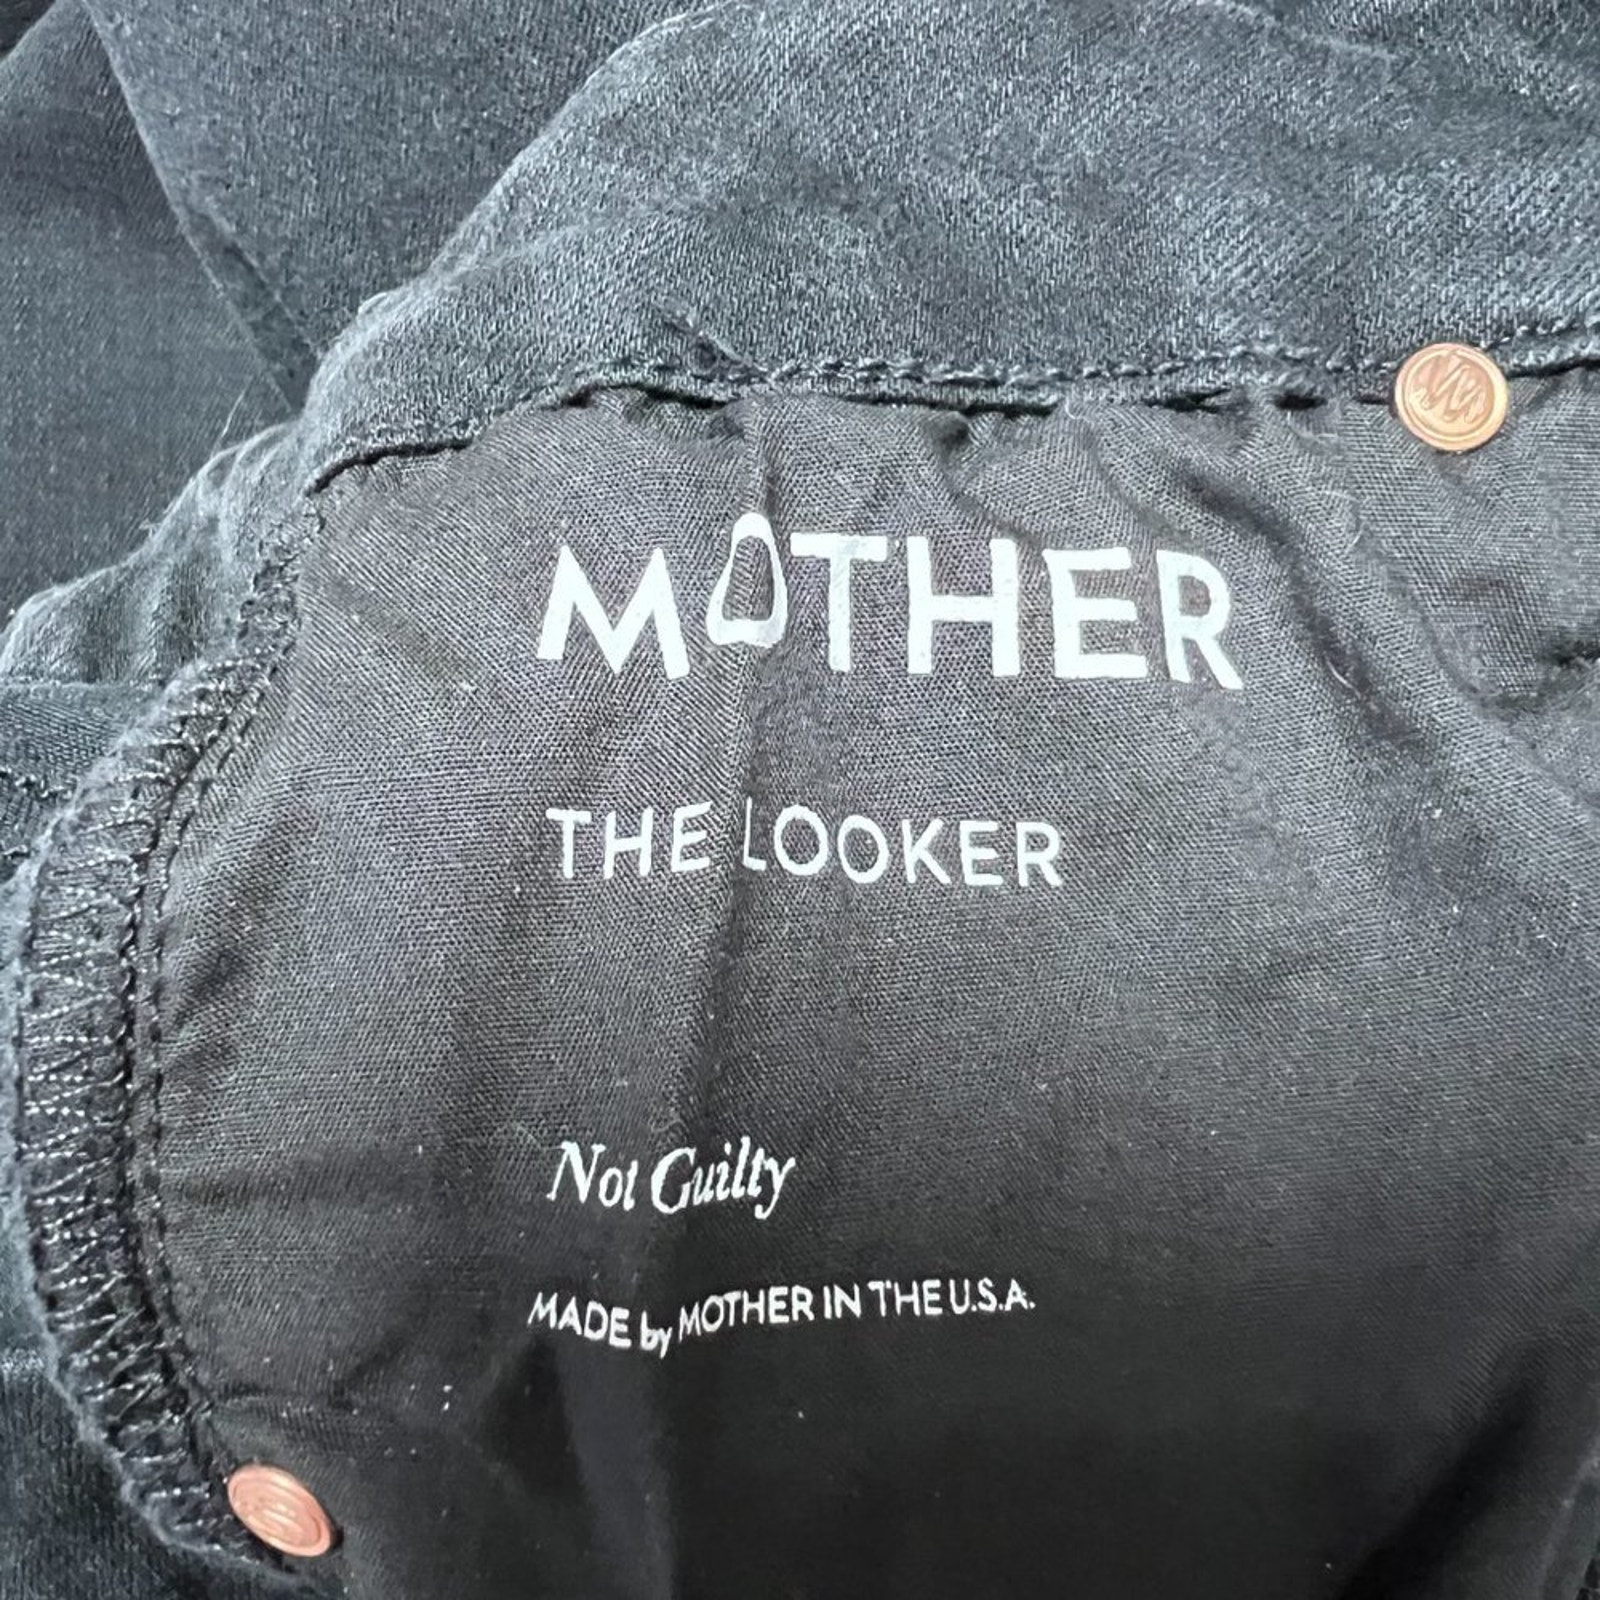 MOTHER
THE LOOKER
Not Guilty
MADE by MOTHER IN THE U.S.A.